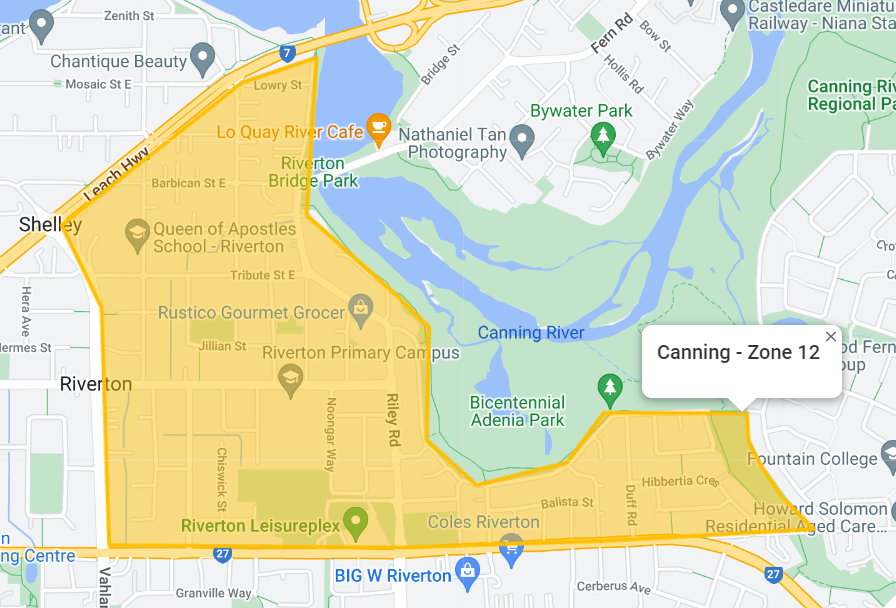 Zenith St
Castledare Miniatu
Railway - Niana Sta
Fern Rd
Bow St
Chantique Beauty
7
Bridge St
Hollis Rd
Mosaic St E
Lowry St
Canning Riv
Regional Pa
Bywater Park
Bywater Way
Lo Quay River Cafe
Nathaniel Tan
Photography
Leach Hwy
Riverton
Bridge Park
Barbican St E
Shelley
Queen of Apostles
School - Riverton
Tribute St E
Hera Ave
Rustico Gourmet Grocer
Canning River
Canning - Zone 12
Jillian St
Riverton Primary Campus
ermes St
od Fern
oup
Riverton
Noongar Way
Riley Rd
Bicentennial
Adenia Park
Chiswick St
Fountain College
Hibbertia Cres
Duff Rd
Balista St
Howard Solomon
Residential Aged Care...
Riverton Leisureplex
Coles Riverton
n
ng Centre
27
BIG W Riverton
27
Granville Way
Cerberus Ave